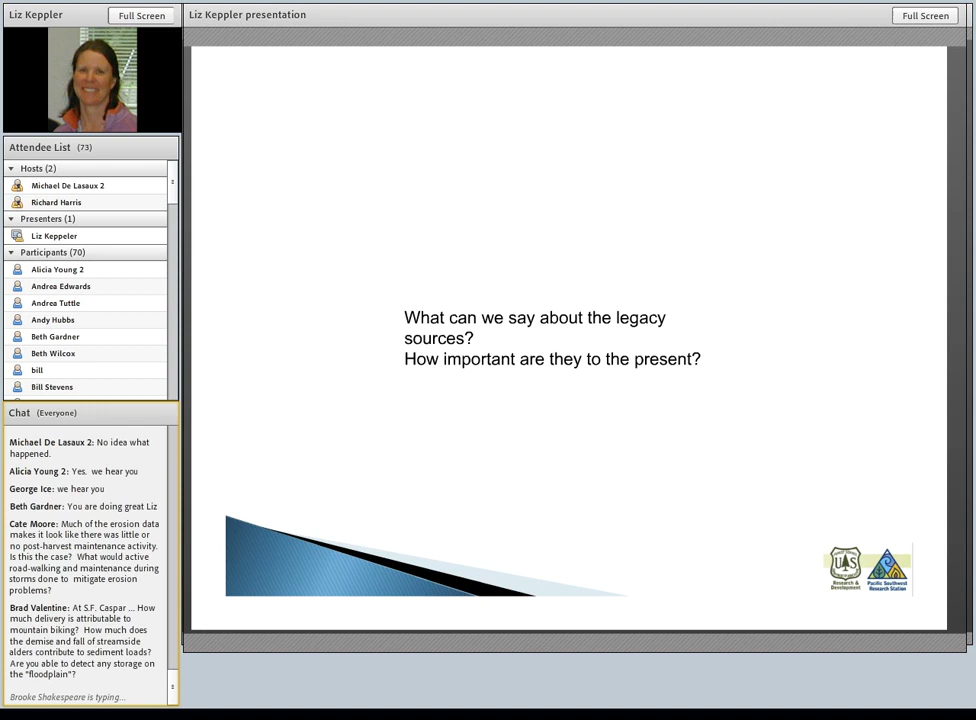 Liz Keppler
Full Screen
Liz Keppler presentation
Full Screen
Attendee List (73)
Hosts (2)
Michael De Lasaux 2
Richard Harris
Presenters (1)
Liz Keppeler
Participants (70)
Alicia Young 2
Andrea Edwards
Andrea Tuttle
Andy Hubbs
Beth Gardner
Beth Wilcox
bill
Bill Stevens
Chat (Everyone)
Michael De Lasaux 2: No idea what
happened.
Alicia Young 2: Yes. we hear you
George Ice: we hear you
Beth Gardner: You are doing great Liz
Cate Moore: Much of the erosion data
makes it look like there was little or
no post-harvest maintenance activity.
Is this the case? What would active
road-walking and maintenance during
storms done to mitigate erosion
problems?
Brad Valentine: At S.F. Caspar ... How
much delivery is attributable to
mountain biking? How much does
the demise and fall of streamside
alders contribute to sediment loads?
Are you able to detect any storage on
the "floodplain"?
Brooke Shakespeare is typing...
What can we say about the legacy
sources?
How important are they to the present?
UAS
Research &
Development
Pacific Southwest
Research Station